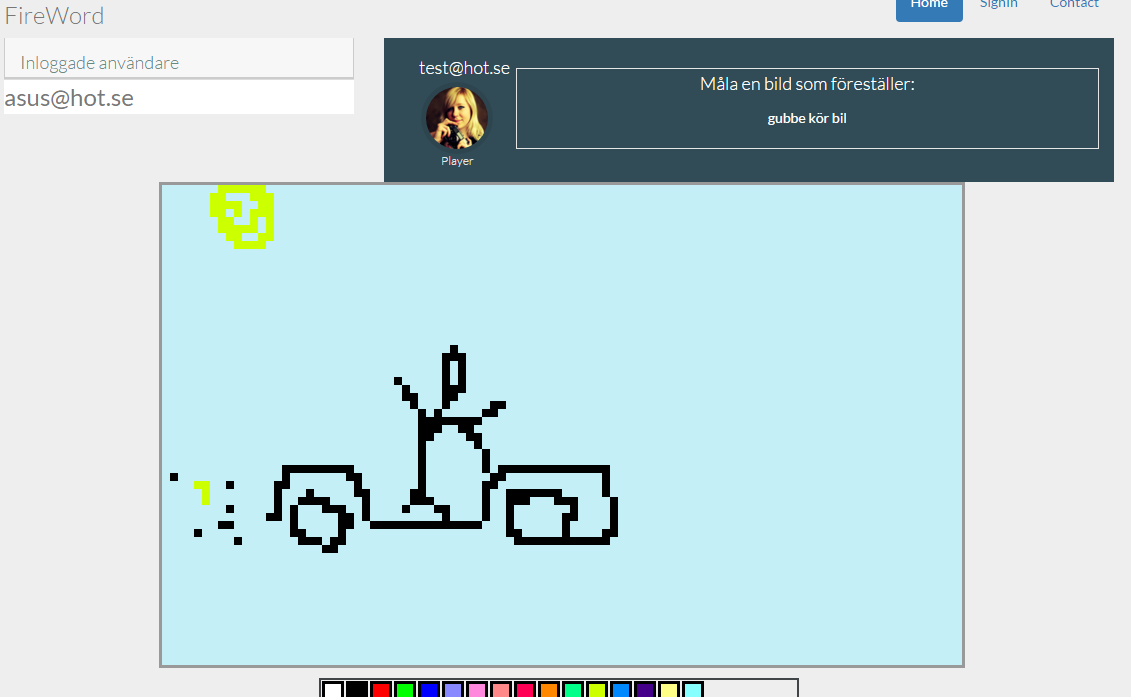 FireWord
Home
SignIn
Contact
Inloggade användare
asus@hot.se
test@hot.se
Player
Måla en bild som föreställer:
gubbe kör bil